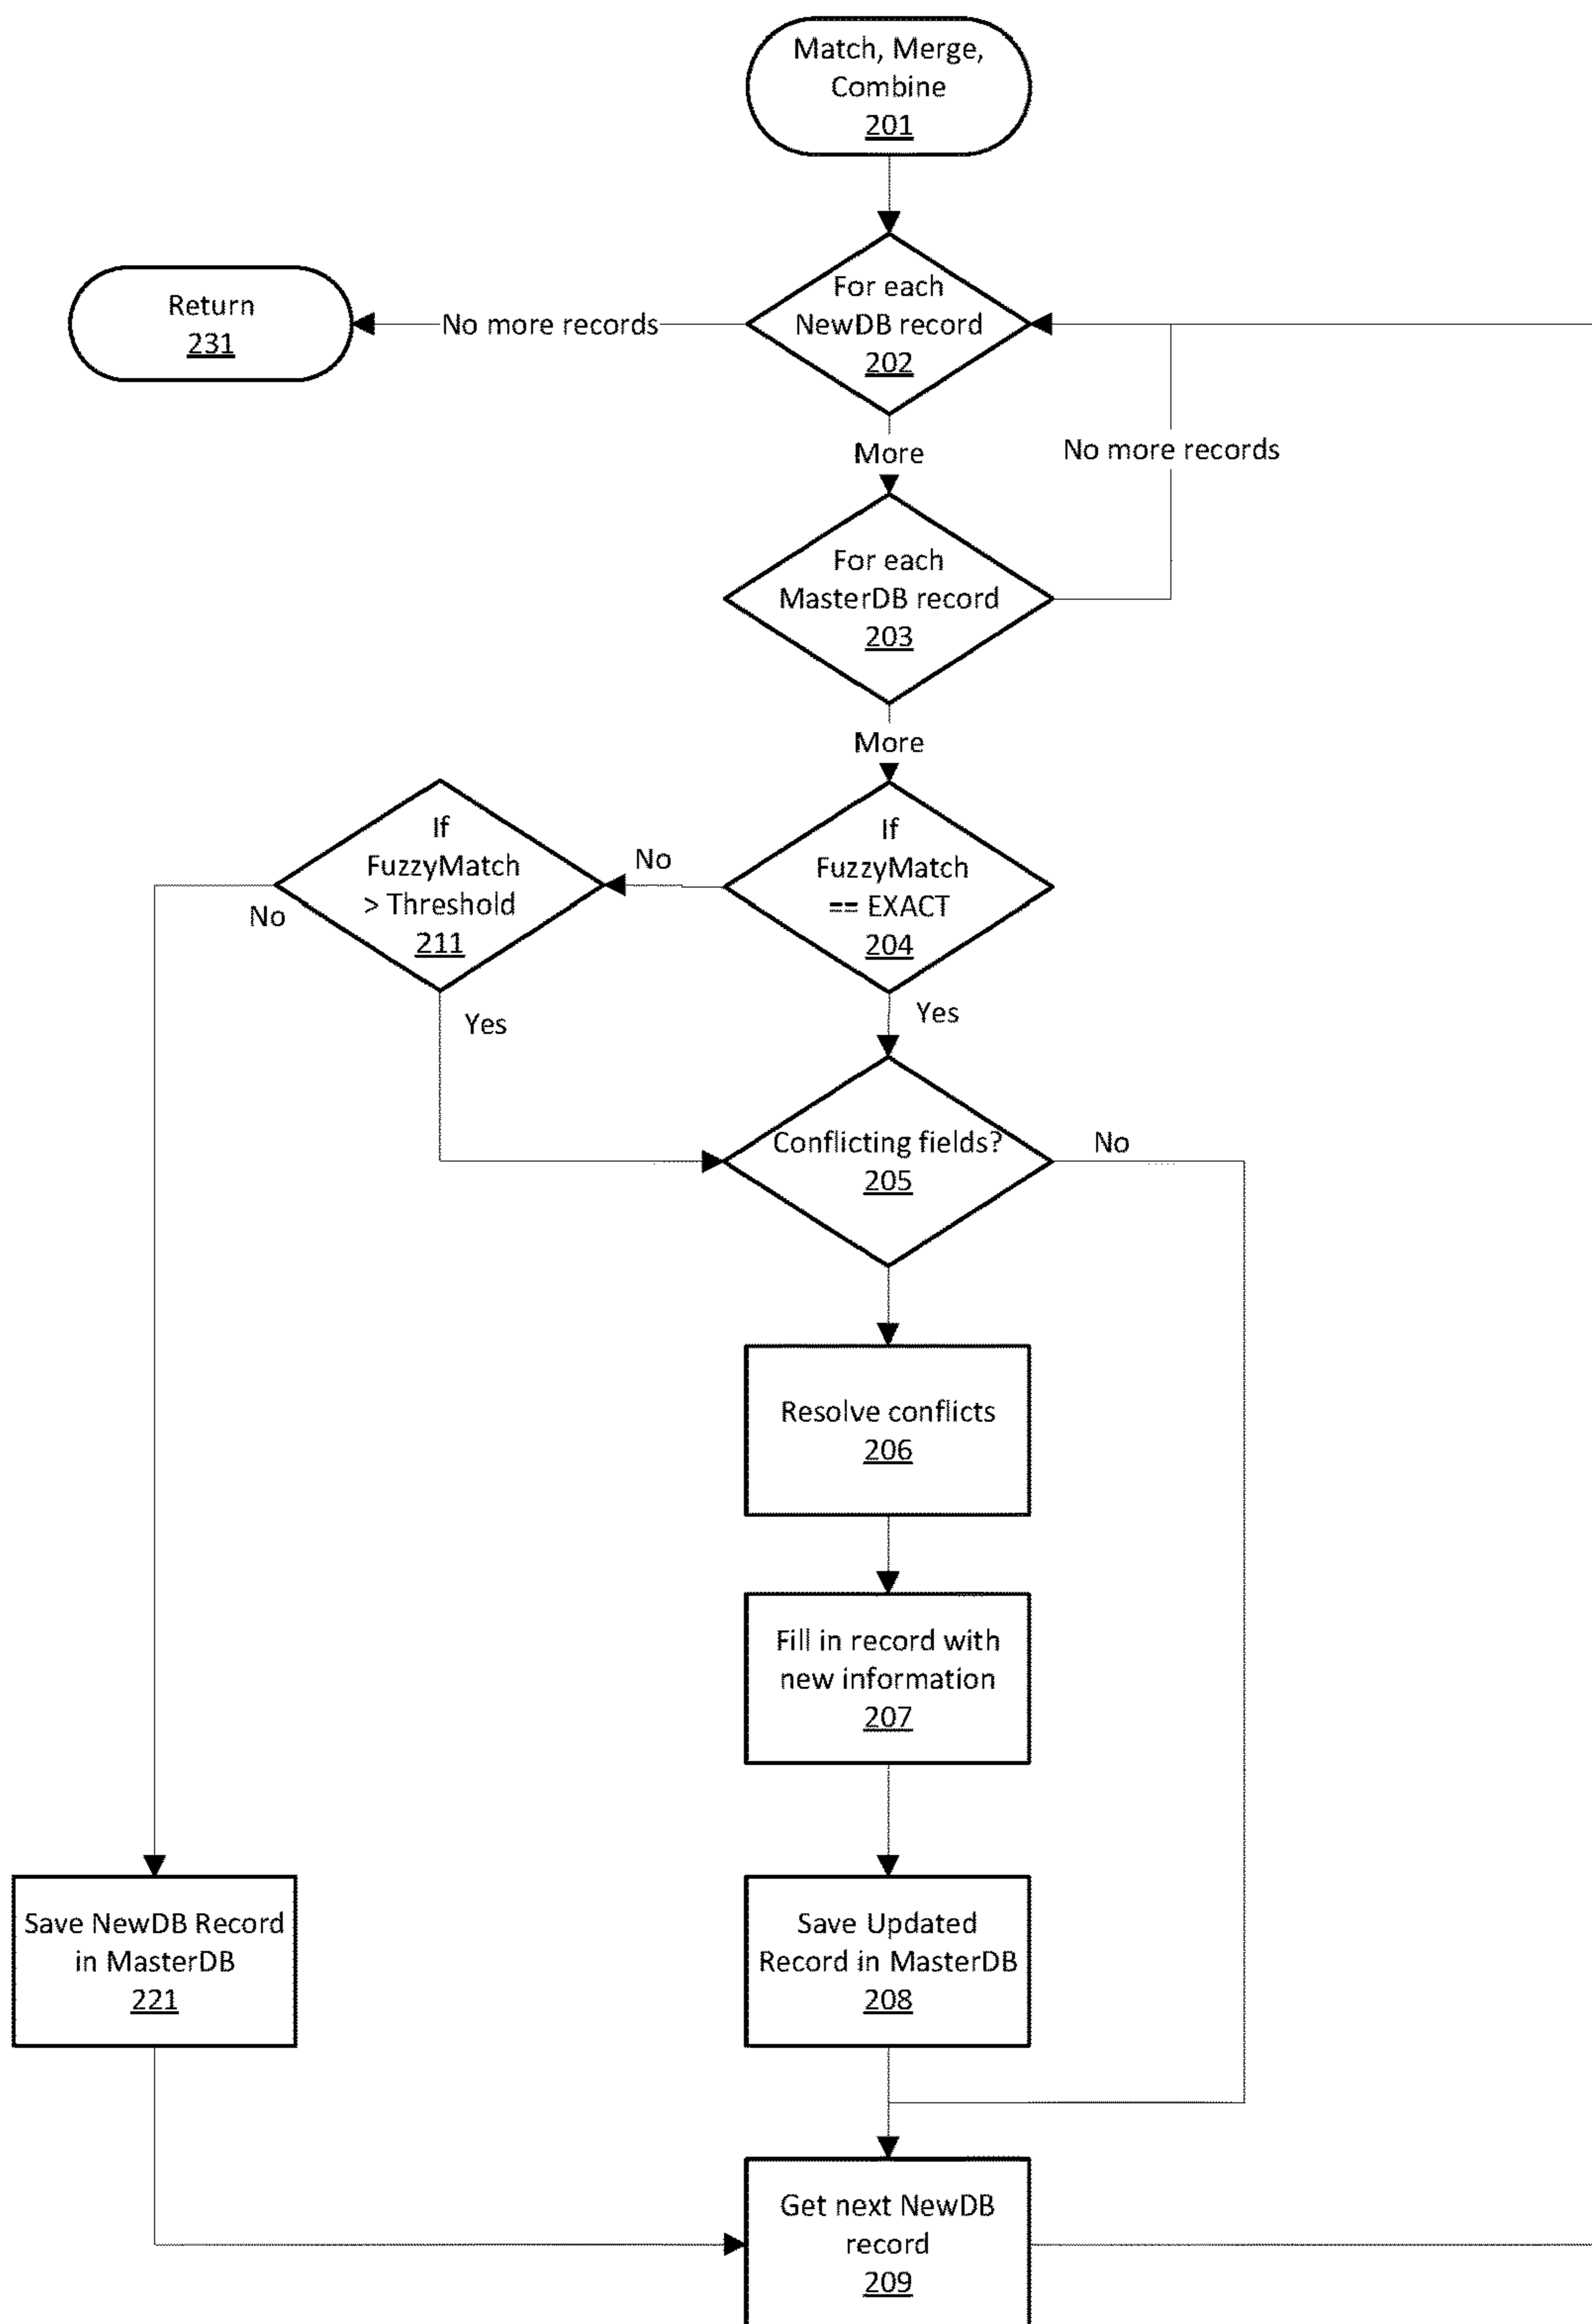 Match, Merge,
Combine
201
Return
231
No more records
For each
NewDB record
202
More
No more records
For each
MasterDB record
203
More
If
FuzzyMatch
> Threshold
211
No
If
FuzzyMatch
== EXACT
204
No
Yes
Yes
Conflicting fields?
205
No
Resolve conflicts
206
Fill in record with
new information
207
Save NewDB Record
in MasterDB
221
Save Updated
Record in MasterDB
208
Get next NewDB
record
209